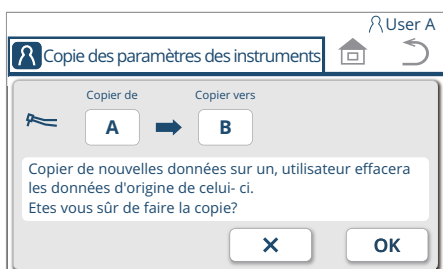 User A
Copie des paramètres des instruments
Copier de
Copier vers
A
B
Copier de nouvelles données sur un, utilisateur effacera
les données d'origine de celui- ci.
Etes vous sûr de faire la copie?
OK